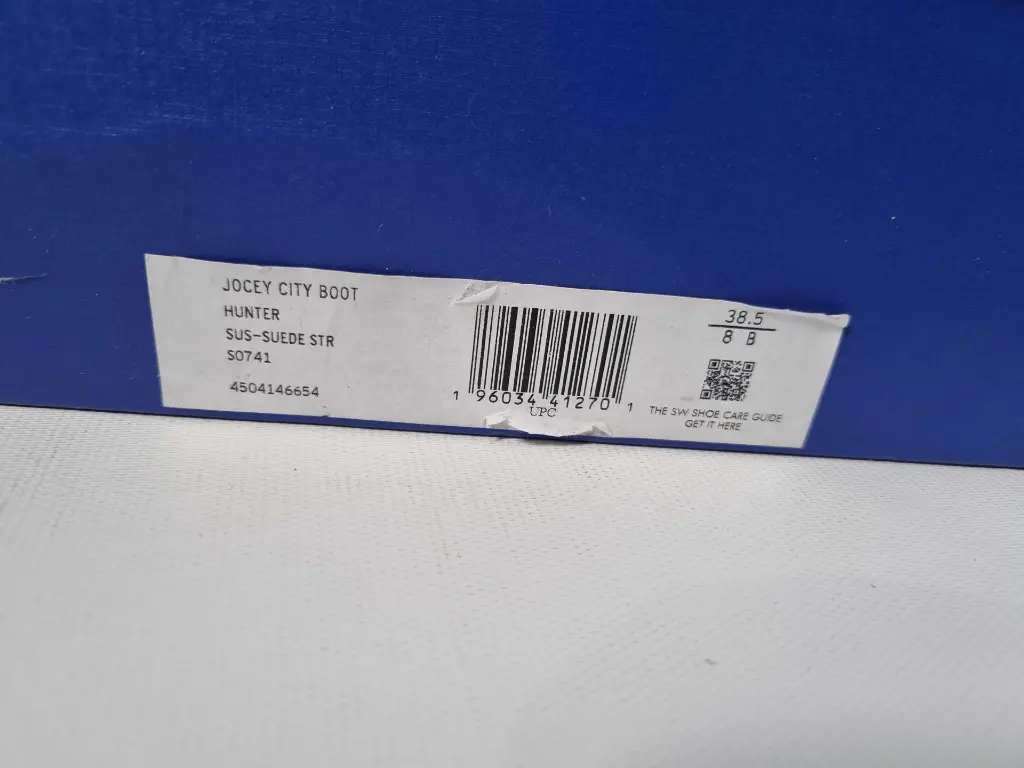 JOCEY CITY BOOT
HUNTER
SUS-SUEDE STR
S0741
4504146654
1 96034 41270 1
UPC
38.5
8 B
THE SW SHOE CARE GUIDE
GET IT HERE